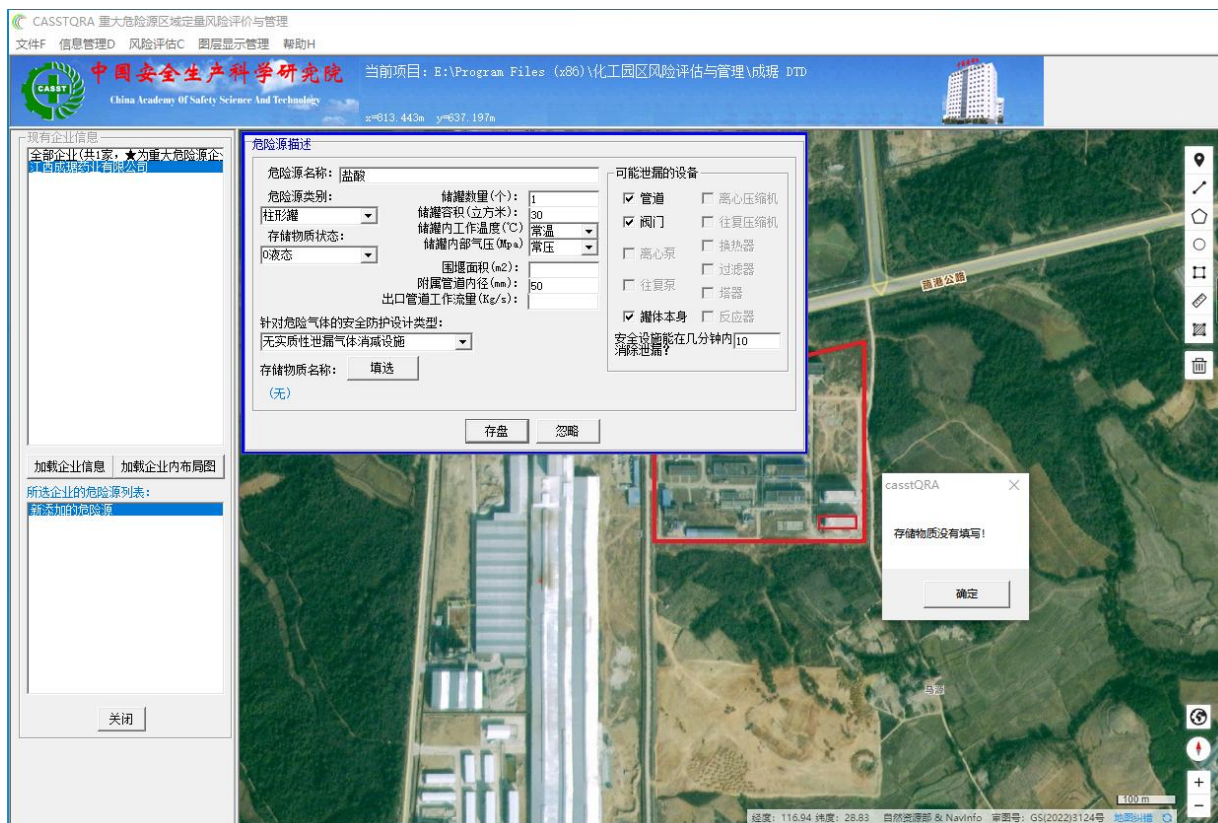 CASSTQRA 重大危险源区域定量风险评价与管理
文件F 信息管理D 风险评估C 图层显示管理 帮助H
CASST
中国安全生产科学研究院
China Academy Of Safety Science And Technology
当前项目：E:\Program Files (x86)\化工园区风险评估与管理\成琚 DTD
x=813.443m y=637.197m
现有企业信息
全部企业(共1家，★为重大危险源企
江西成琚药业有限公司
加载企业信息 加载企业内布局图
所选企业的危险源列表：
新添加的危险源
关闭
危险源描述
危险源名称：盐酸
危险源类别：
柱形罐
存储物质状态：
0液态
储罐数量(个)：1
储罐容积(立方米)：30
储罐内工作温度(℃) 常温
储罐内部气压(Mpa) 常压
围堰面积(m2)：
附属管道内径(mm)：50
出口管道工作流量(Kg/s)：
针对危险气体的安全防护设计类型：
无实质性泄漏气体消减设施
存储物质名称： 填选
(无)
可能泄漏的设备
管道 离心压缩机
阀门 往复压缩机
离心泵 换热器
过滤器
往复泵 塔器
罐体本身 反应器
安全设施能在几分钟内消除泄漏？ 10
存盘 忽略
casstQRA
存储物质没有填写！
确定
昌港公路
马源
100 m
经度：116.94 纬度：28.83 自然资源部 & NavInfo 审图号：GS(2022)3124号 地图纠错